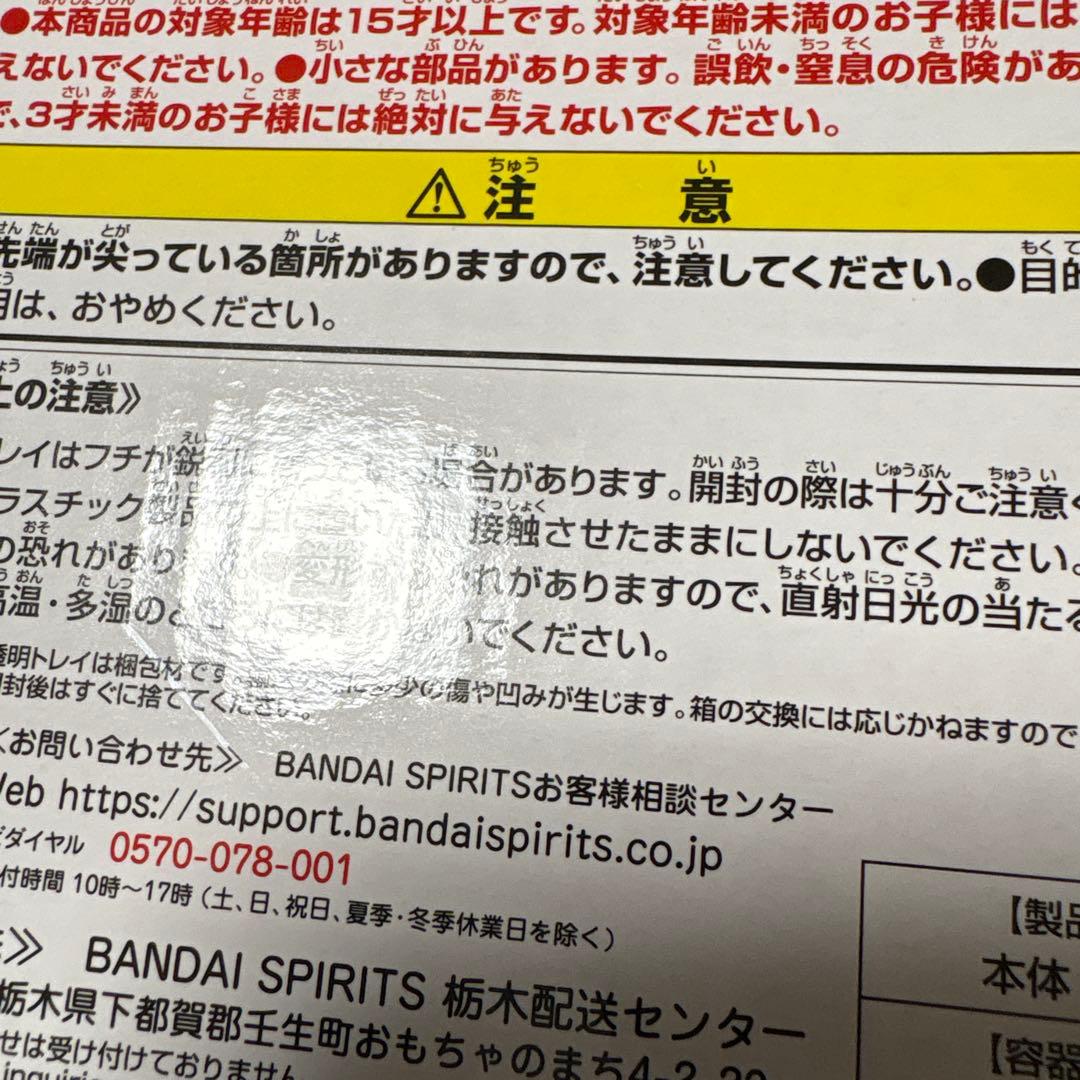 ●本商品の対象年齢は15才以上です。対象年齢未満のお子様には
えないでください。●小さな部品があります。誤飲・窒息の危険があ
で、3才未満のお子様には絶対に与えないでください。
⚠注 意
先端が尖っている箇所がありますので、注意してください。●目的
用は、おやめください。
上の注意》
レイはフチが鋭 場合があります。開封の際は十分ご注意く
ラスチック 接触させたままにしないでください。
の恐れがあり 変形 れがありますので、直射日光の当たる
高温・多湿の いでください。
透明トレイは梱包材です。 少の傷や凹みが生じます。箱の交換には応じかねますので
開封後はすぐに捨ててください。
《お問い合わせ先》 BANDAI SPIRITSお客様相談センター
Web https://support.bandaispirits.co.jp
ダイヤル 0570-078-001
付時間 10時～17時（土、日、祝日、夏季・冬季休業日を除く）
》 BANDAI SPIRITS 栃木配送センター
栃木県下都賀郡壬生町おもちゃのまち4-2-20
せは受け付けておりません
【製品
本体
【容器